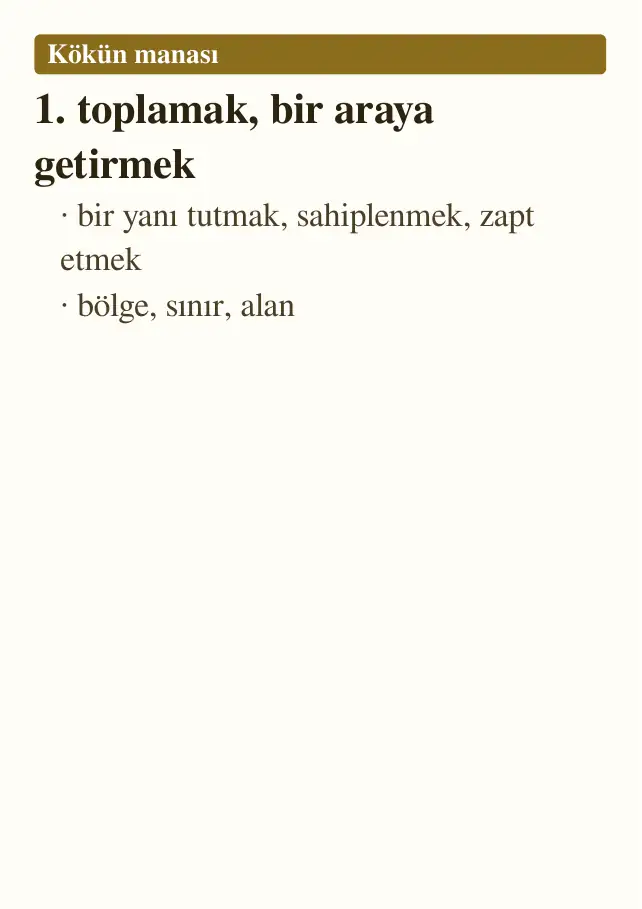 Kökün manası
1. toplamak, bir araya
getirmek
· bir yanı tutmak, sahiplenmek, zapt
etmek
· bölge, sınır, alan